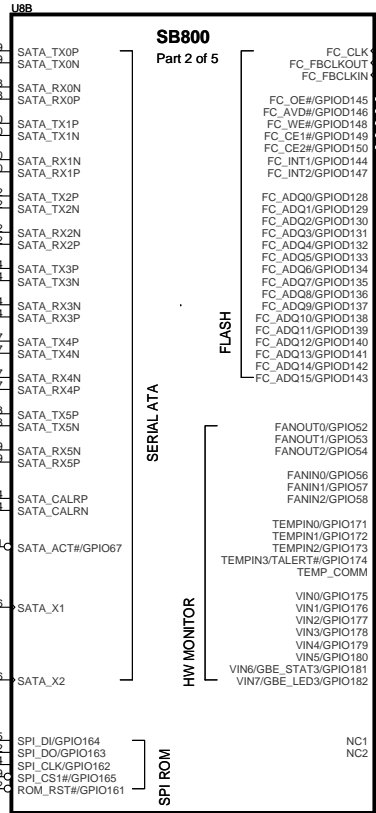 U8B
SB800
Part 2 of 5
SATA_TX0P
SATA_TX0N
SATA_RX0N
SATA_RX0P
SATA_TX1P
SATA_TX1N
SATA_RX1N
SATA_RX1P
SATA_TX2P
SATA_TX2N
SATA_RX2N
SATA_RX2P
SATA_TX3P
SATA_TX3N
SATA_RX3N
SATA_RX3P
SATA_TX4P
SATA_TX4N
SATA_RX4N
SATA_RX4P
SATA_TX5P
SATA_TX5N
SATA_RX5N
SATA_RX5P
SATA_CALRP
SATA_CALRN
SATA_ACT#/GPIO67
SATA_X1
SATA_X2
SERIAL ATA
SPI_DI/GPIO164
SPI_DO/GPIO163
SPI_CLK/GPIO162
SPI_CS1#/GPIO165
ROM_RST#/GPIO161
SPI ROM
FC_CLK
FC_FBCLKOUT
FC_FBCLKIN
FC_OE#/GPIOD145
FC_AVD#/GPIOD146
FC_WE#/GPIOD148
FC_CE1#/GPIOD149
FC_CE2#/GPIOD150
FC_INT1/GPIOD144
FC_INT2/GPIOD147
FC_ADQ0/GPIOD128
FC_ADQ1/GPIOD129
FC_ADQ2/GPIOD130
FC_ADQ3/GPIOD131
FC_ADQ4/GPIOD132
FC_ADQ5/GPIOD133
FC_ADQ6/GPIOD134
FC_ADQ7/GPIOD135
FC_ADQ8/GPIOD136
FC_ADQ9/GPIOD137
FC_ADQ10/GPIOD138
FC_ADQ11/GPIOD139
FC_ADQ12/GPIOD140
FC_ADQ13/GPIOD141
FC_ADQ14/GPIOD142
FC_ADQ15/GPIOD143
FLASH
FANOUT0/GPIO52
FANOUT1/GPIO53
FANOUT2/GPIO54
FANIN0/GPIO56
FANIN1/GPIO57
FANIN2/GPIO58
TEMPIN0/GPIO171
TEMPIN1/GPIO172
TEMPIN2/GPIO173
TEMPIN3/TALERT#/GPIO174
TEMP_COMM
VIN0/GPIO175
VIN1/GPIO176
VIN2/GPIO177
VIN3/GPIO178
VIN4/GPIO179
VIN5/GPIO180
VIN6/GBE_STAT3/GPIO181
VIN7/GBE_LED3/GPIO182
HW MONITOR
NC1
NC2